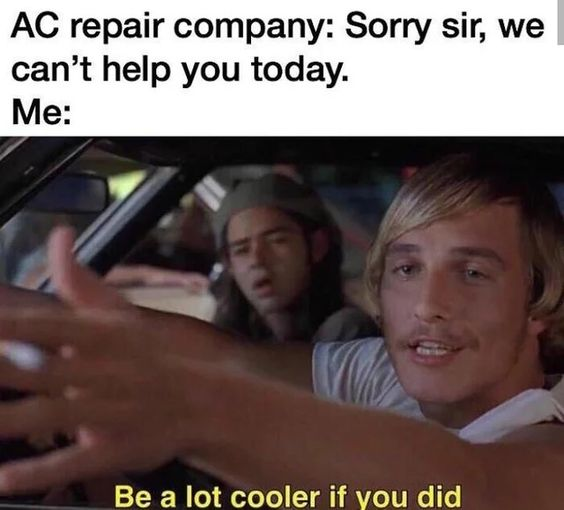 AC repair company: Sorry sir, we
can’t help you today.
Me:
Be a lot cooler if you did